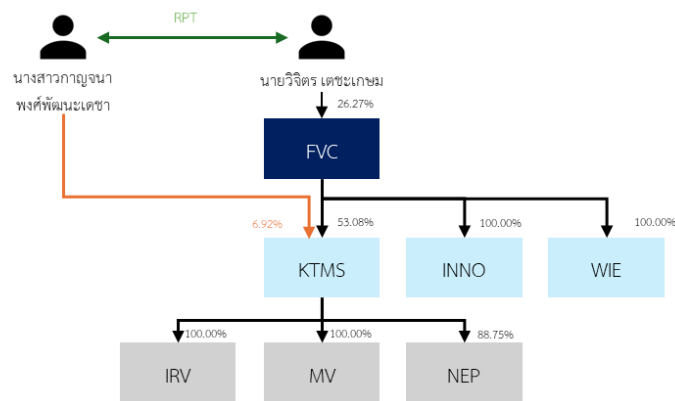 RPT
นางสาวกาญจนา
พงศ์พัฒนะเดชา
นายวิจิตร เตชะเกษม
26.27%
FVC
6.92%
53.08%
100.00%
100.00%
KTMS
INNO
WIE
100.00%
100.00%
88.75%
IRV
MV
NEP